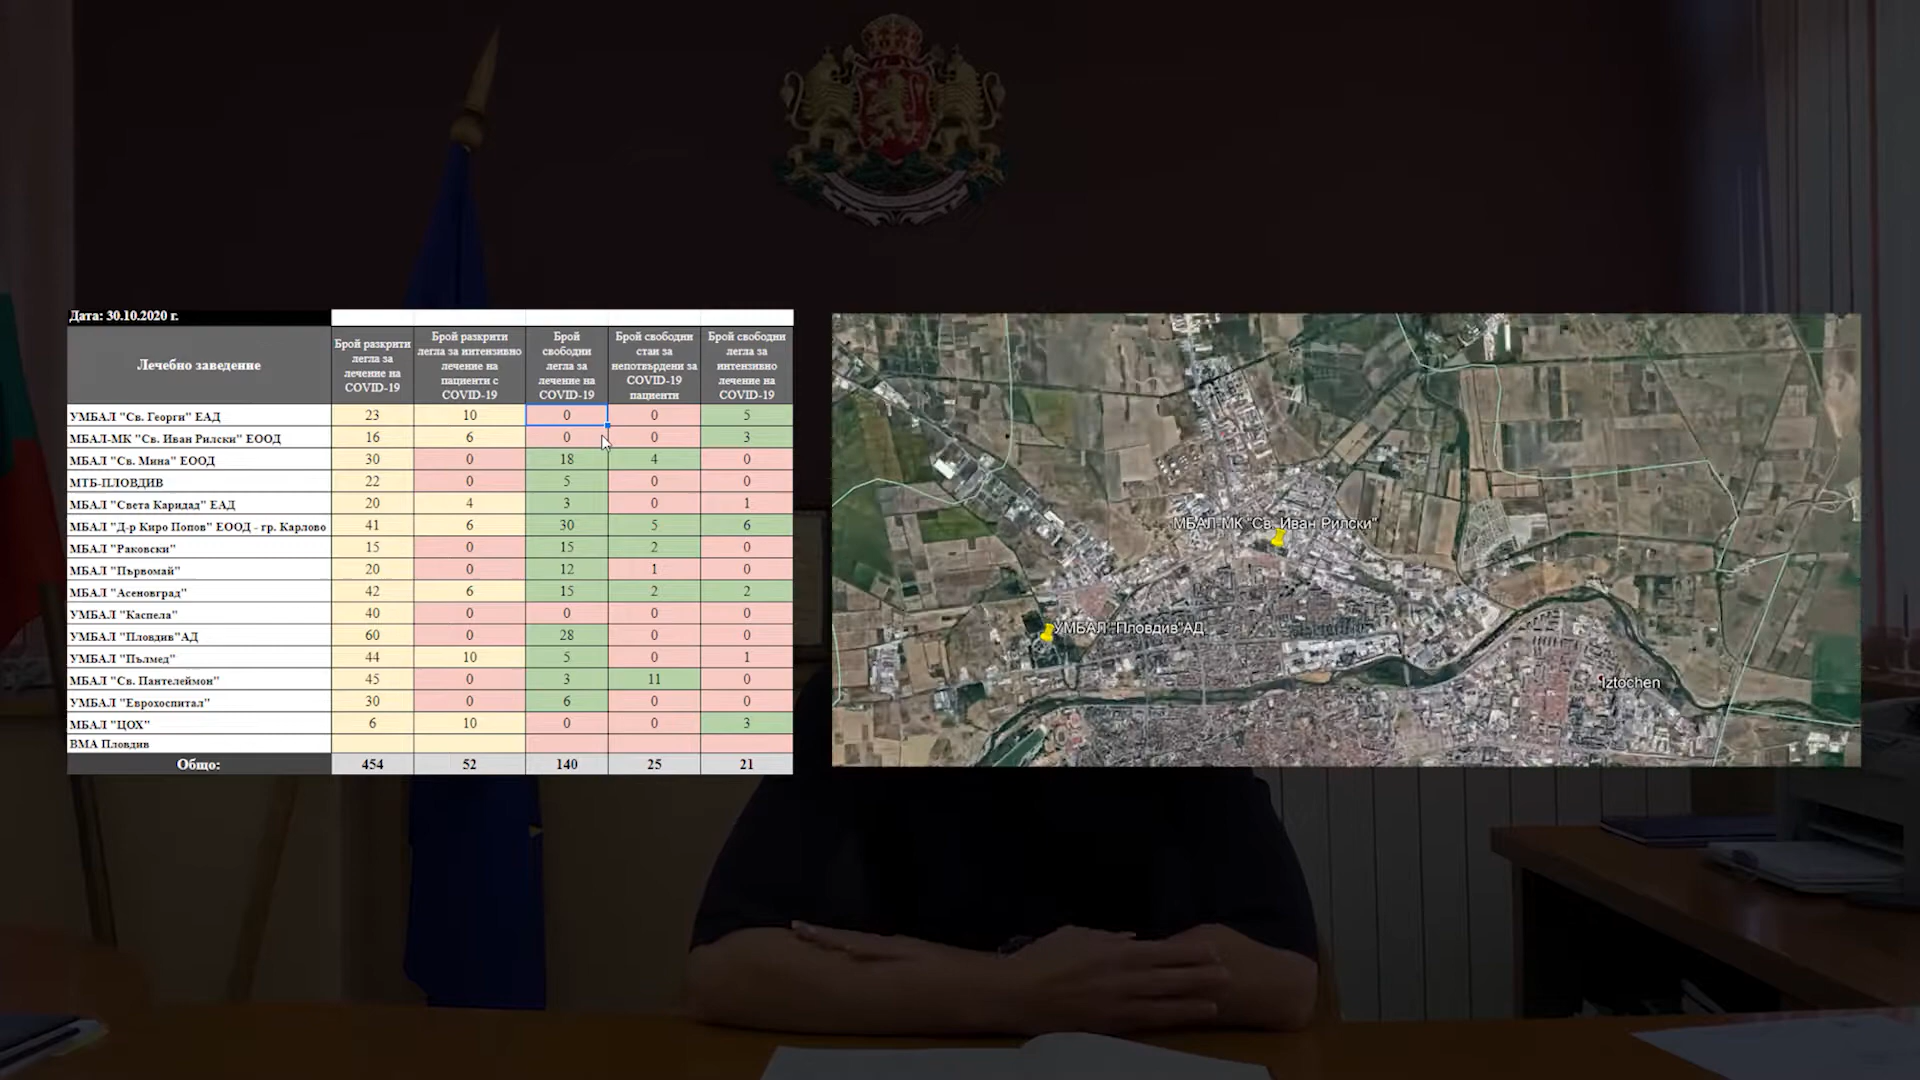 Дата: 30.10.2020 г.
Лечебно заведение
Брой разкрити
легла за
лечение на
COVID-19
Брой разкрити
легла за интензивно
лечение на
пациенти с
COVID-19
Брой
свободни
легла за
лечение на
COVID-19
Брой свободни
стаи за
непотвърдени за
COVID-19
пациенти
Брой свободни
легла за
интензивно
лечение на
COVID-19
УМБАЛ "Св. Георги" ЕАД 23 10 0 0 5
МБАЛ-МК "Св. Иван Рилски" ЕООД 16 6 0 0 3
МБАЛ "Св. Мина" ЕООД 30 0 18 4 0
МТБ-ПЛОВДИВ 22 0 5 0 0
МБАЛ "Света Каридад" ЕАД 20 4 3 0 1
МБАЛ "Д-р Киро Попов" ЕООД - гр. Карлово 41 6 30 5 6
МБАЛ "Раковски" 15 0 15 2 0
МБАЛ "Първомай" 20 0 12 1 0
МБАЛ "Асеновград" 42 6 15 2 2
УМБАЛ "Каспела" 40 0 0 0 0
УМБАЛ "Пловдив"АД 60 0 28 0 0
УМБАЛ "Пълмед" 44 10 5 0 1
МБАЛ "Св. Пантелеймон" 45 0 3 11 0
УМБАЛ "Еврохоспитал" 30 0 6 0 0
МБАЛ "ЦОХ" 6 10 0 0 3
ВМА Пловдив
Общо: 454 52 140 25 21
МБАЛ-МК "Св. Иван Рилски"
УМБАЛ "Пловдив"АД
Iztochen